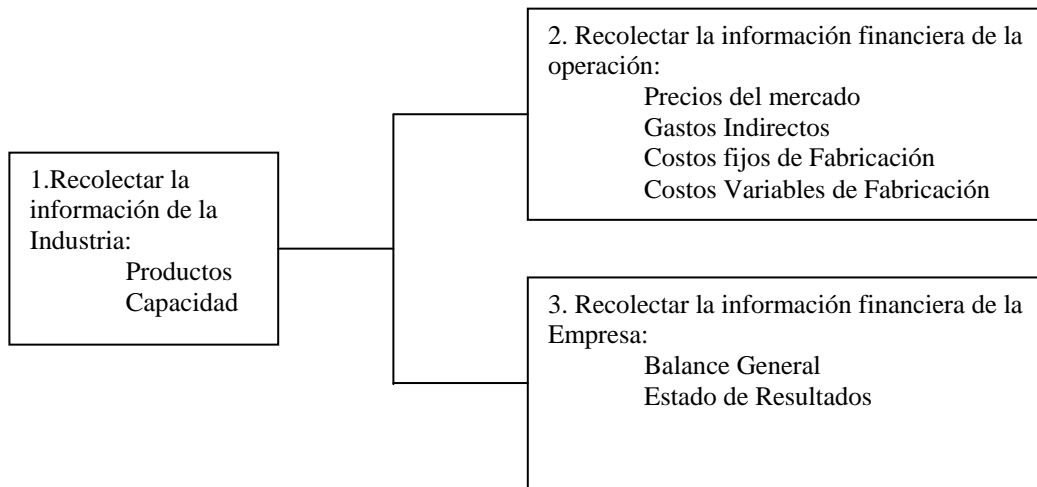 1.Recolectar la
información de la
Industria:
Productos
Capacidad
2. Recolectar la información financiera de la
operación:
Precios del mercado
Gastos Indirectos
Costos fijos de Fabricación
Costos Variables de Fabricación
3. Recolectar la información financiera de la
Empresa:
Balance General
Estado de Resultados